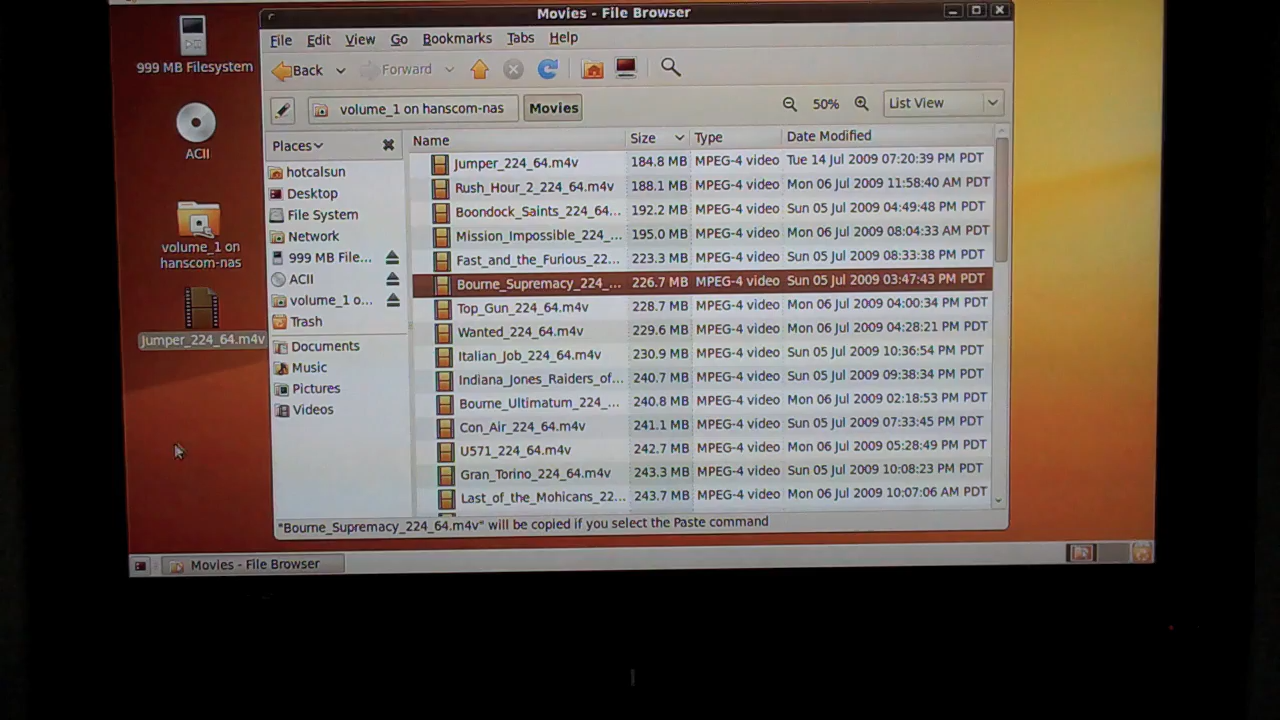 Movies - File Browser
File Edit View Go Bookmarks Tabs Help
Back Forward
volume_1 on hanscom-nas Movies 50% List View
Places
hotcalsun
Desktop
File System
Network
999 MB File...
ACII
volume_1 o...
Trash
Documents
Music
Pictures
Videos
Name Size Type Date Modified
Jumper_224_64.m4v 184.8 MB MPEG-4 video Tue 14 Jul 2009 07:20:39 PM PDT
Rush_Hour_2_224_64.m4v 188.1 MB MPEG-4 video Mon 06 Jul 2009 11:58:40 AM PDT
Boondock_Saints_224_64... 192.2 MB MPEG-4 video Sun 05 Jul 2009 04:49:48 PM PDT
Mission_Impossible_224_... 195.0 MB MPEG-4 video Mon 06 Jul 2009 08:04:33 AM PDT
Fast_and_the_Furious_22... 223.3 MB MPEG-4 video Sun 05 Jul 2009 08:33:38 PM PDT
Bourne_Supremacy_224_... 226.7 MB MPEG-4 video Sun 05 Jul 2009 03:47:43 PM PDT
Top_Gun_224_64.m4v 228.7 MB MPEG-4 video Mon 06 Jul 2009 04:00:34 PM PDT
Wanted_224_64.m4v 229.6 MB MPEG-4 video Mon 06 Jul 2009 04:28:21 PM PDT
Italian_Job_224_64.m4v 230.9 MB MPEG-4 video Sun 05 Jul 2009 10:36:54 PM PDT
Indiana_Jones_Raiders_of... 240.7 MB MPEG-4 video Sun 05 Jul 2009 09:38:34 PM PDT
Bourne_Ultimatum_224_... 240.8 MB MPEG-4 video Mon 06 Jul 2009 02:18:53 PM PDT
Con_Air_224_64.m4v 241.1 MB MPEG-4 video Sun 05 Jul 2009 07:33:45 PM PDT
U571_224_64.m4v 242.7 MB MPEG-4 video Mon 06 Jul 2009 05:28:49 PM PDT
Gran_Torino_224_64.m4v 243.3 MB MPEG-4 video Sun 05 Jul 2009 10:08:23 PM PDT
Last_of_the_Mohicans_22... 243.7 MB MPEG-4 video Mon 06 Jul 2009 10:07:06 AM PDT
"Bourne_Supremacy_224_64.m4v" will be copied if you select the Paste command
999 MB Filesystem
ACII
volume_1 on
hanscom-nas
Jumper_224_64.m4v
Movies - File Browser